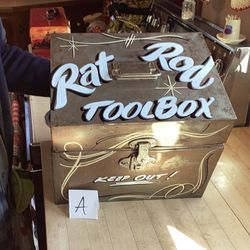 Rat Rod
TOOLBOX
KEEP OUT!
A